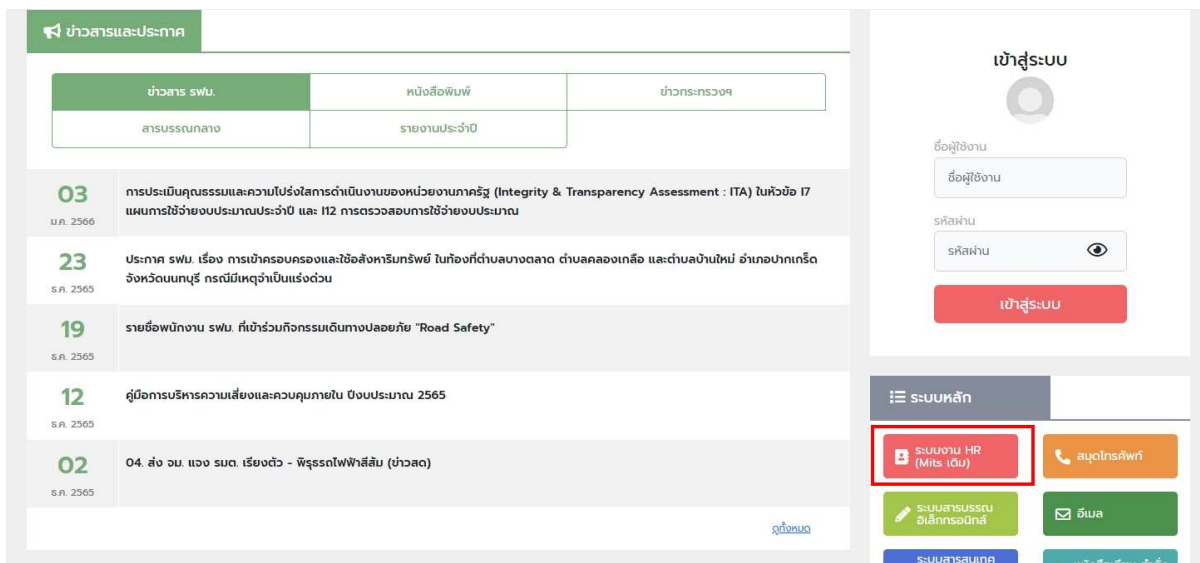 ข่าวสารและประกาศ
ข่าวสาร รฟม.
หนังสือพิมพ์
ข่าวกระทรวงฯ
สารบรรณกลาง
รายงานประจำปี
03
ม.ค. 2566
การประเมินคุณธรรมและความโปร่งใสการดำเนินงานของหน่วยงานภาครัฐ (Integrity & Transparency Assessment : ITA) ในหัวข้อ I7
แผนการใช้จ่ายงบประมาณประจำปี และ I12 การตรวจสอบการใช้จ่ายงบประมาณ
23
ธ.ค. 2565
ประกาศ รฟม. เรื่อง การเข้าครอบครองและใช้อสังหาริมทรัพย์ ในท้องที่ตำบลบางตลาด ตำบลคลองเกลือ และตำบลบ้านใหม่ อำเภอปากเกร็ด
จังหวัดนนทบุรี กรณีมีเหตุจำเป็นเร่งด่วน
19
ธ.ค. 2565
รายชื่อพนักงาน รฟม. ที่เข้าร่วมกิจกรรมเดินทางปลอยภัย "Road Safety"
12
ธ.ค. 2565
คู่มือการบริหารความเสี่ยงและควบคุมภายใน ปีงบประมาณ 2565
02
ธ.ค. 2565
04. ส่ง จม. แจง รมต. เรียงตัว - พิรุธรถไฟฟ้าสีส้ม (ข่าวสด)
ดูทั้งหมด
เข้าสู่ระบบ
ชื่อผู้ใช้งาน
ชื่อผู้ใช้งาน
รหัสผ่าน
รหัสผ่าน
เข้าสู่ระบบ
ระบบหลัก
ระบบงาน HR
(Mits เดิม)
สมุดโทรศัพท์
ระบบสารบรรณ
อิเล็กทรอนิกส์
อีเมล
ระบบสารสนเทศ